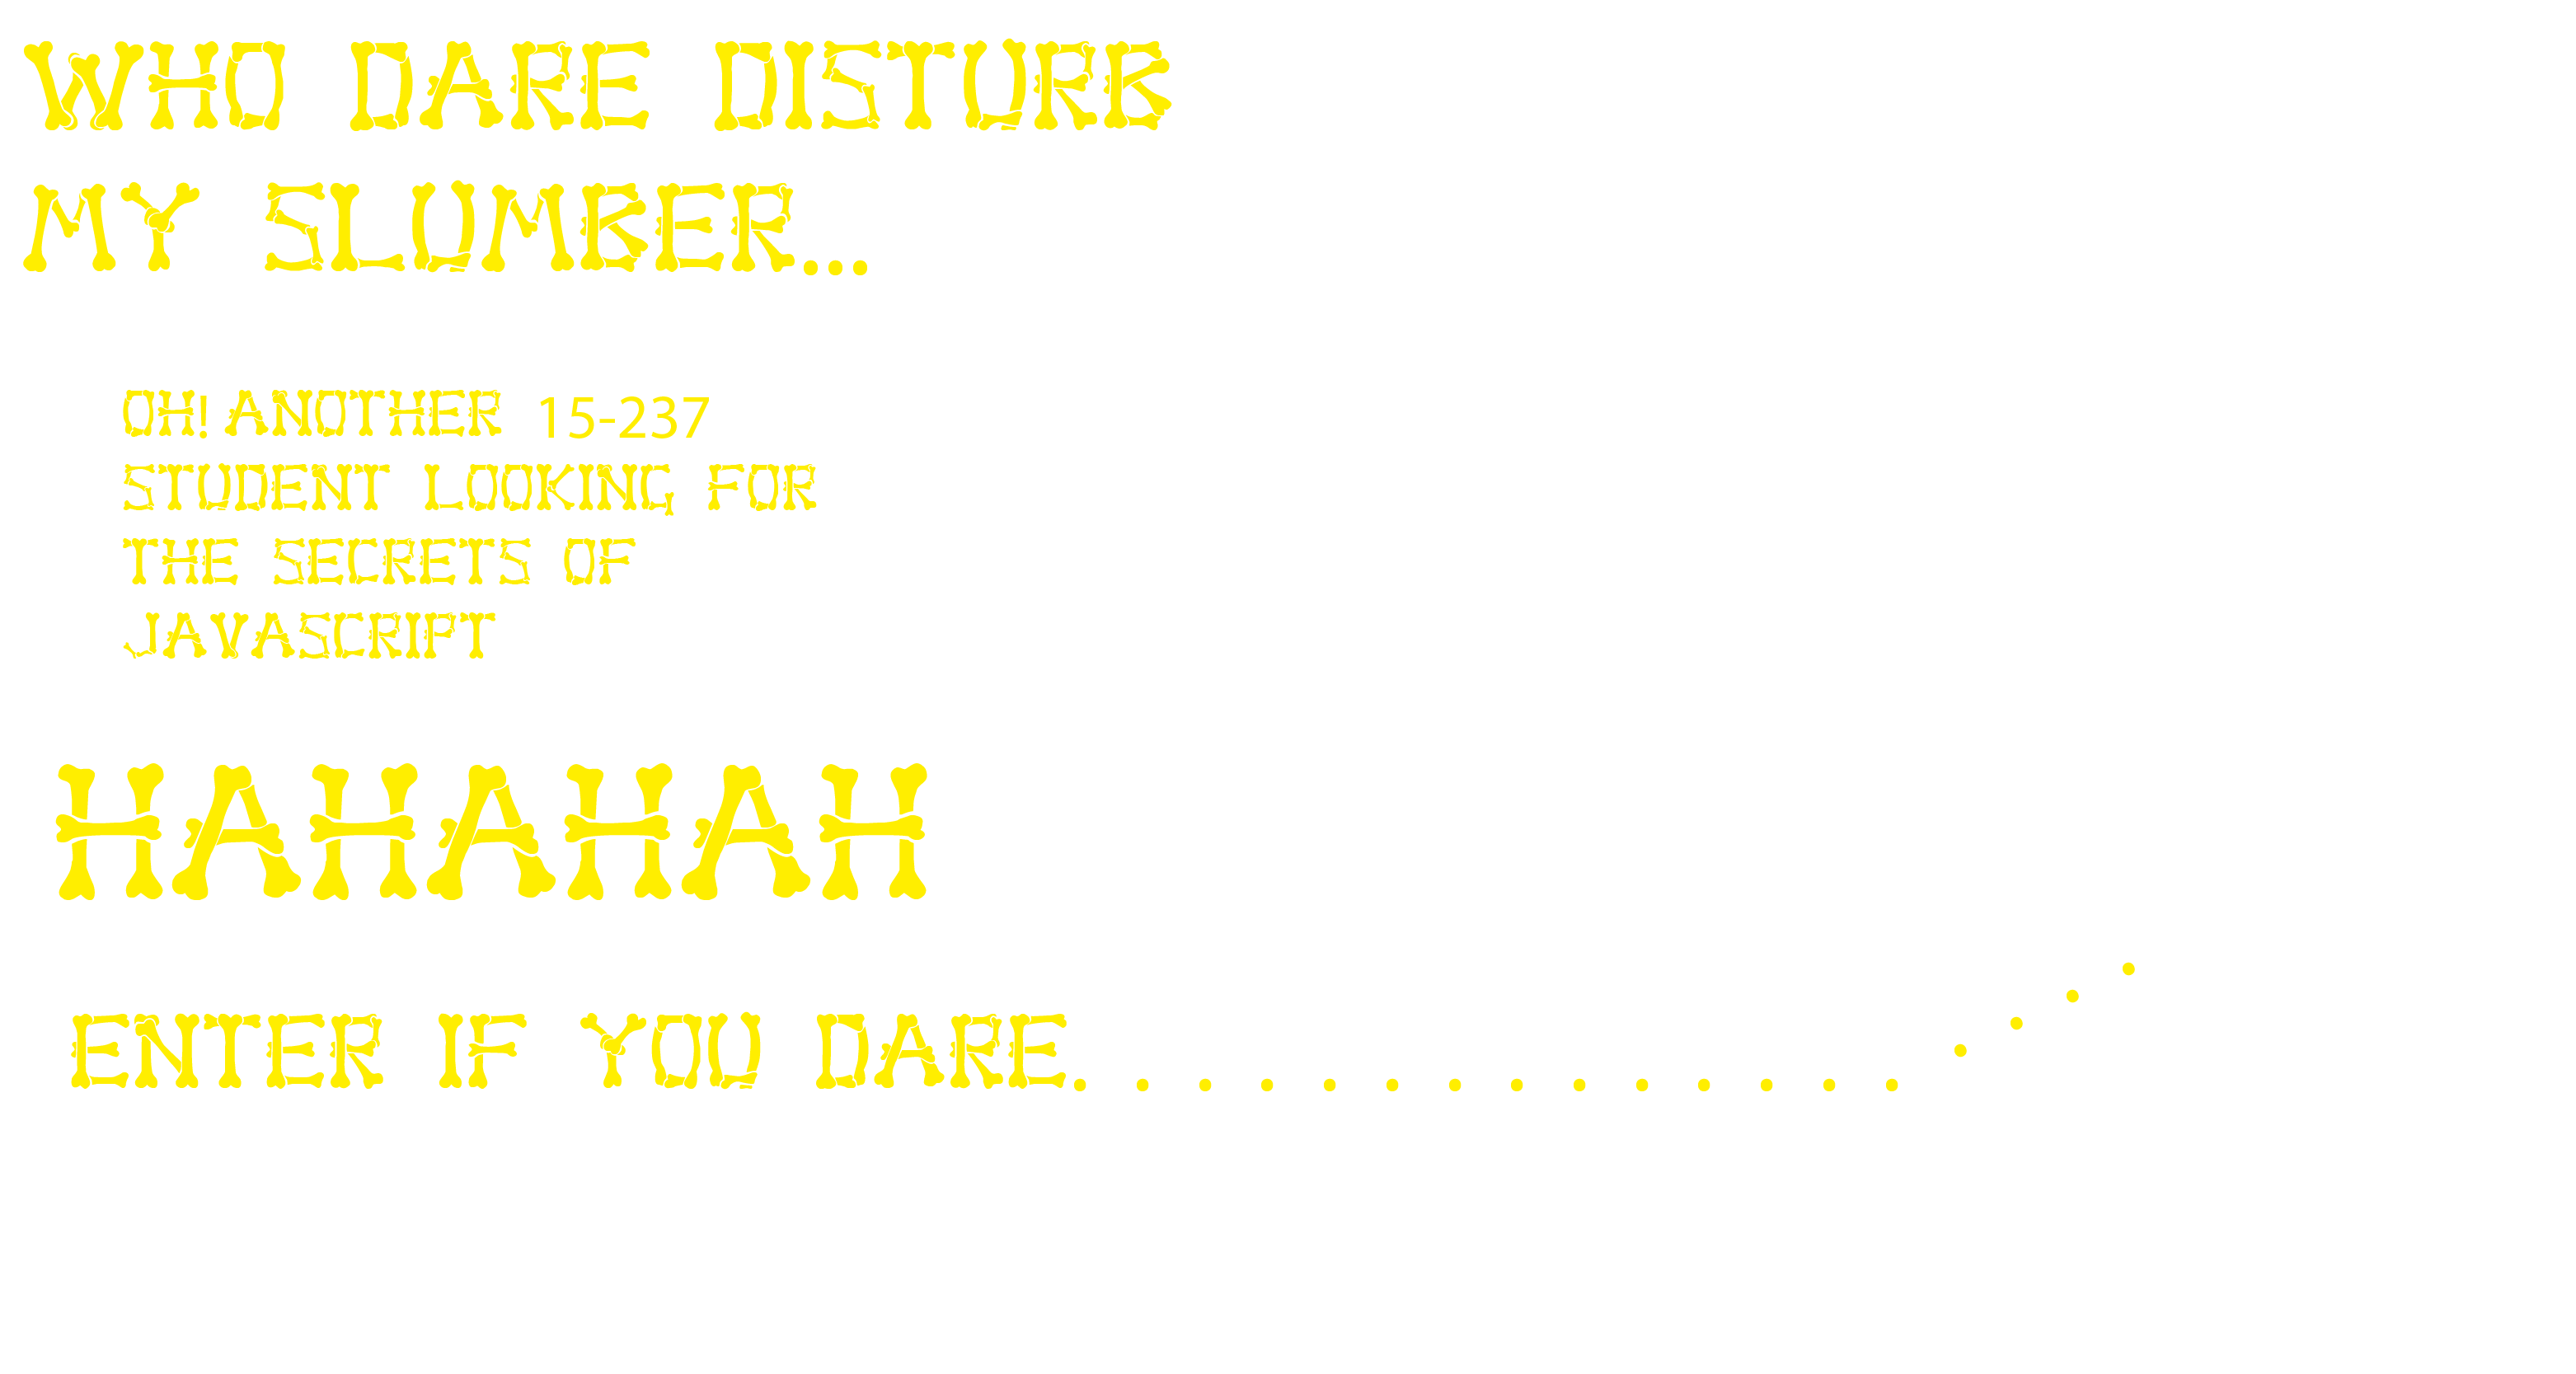 WHO DARE DISTURB
MY SLUMBER...
OH! ANOTHER 15-237
STUDENT LOOKING FOR
THE SECRETS OF
JAVASCRIPT
HAHAHAH
ENTER IF YOU DARE. . . . . . . . . . . . . . . . . .